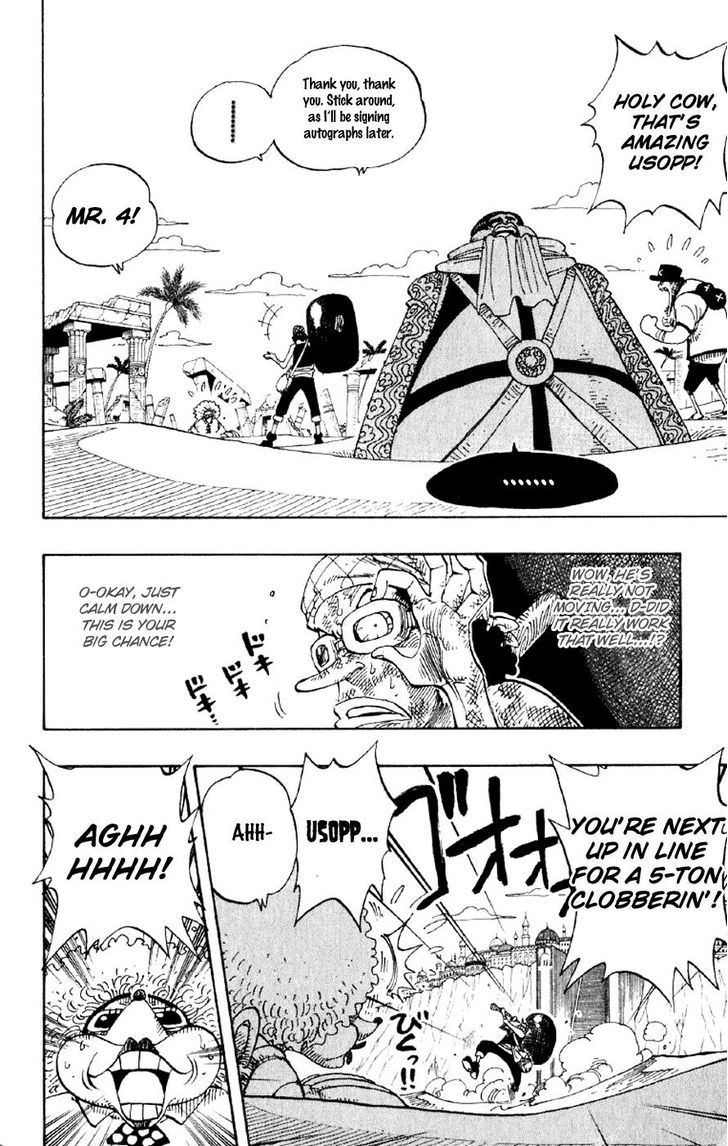 HOLY COW,
THAT'S
AMAZING
USOPP!
Thank you, thank
you. Stick around,
as I'll be signing
autographs later.
.........
MR. 4!
.......
WOW, HE'S
REALLY NOT
MOVING... D-DID
IT REALLY WORK
THAT WELL...!?
O-OKAY, JUST
CALM DOWN...
THIS IS YOUR
BIG CHANCE!
ドキ
ドキ
ドキ...
YOU'RE NEXT
UP IN LINE
FOR A 5-TON
CLOBBERIN'!
ゴオオ
USOPP...
AHH-
びくっ!!
AGHH
HHHH!